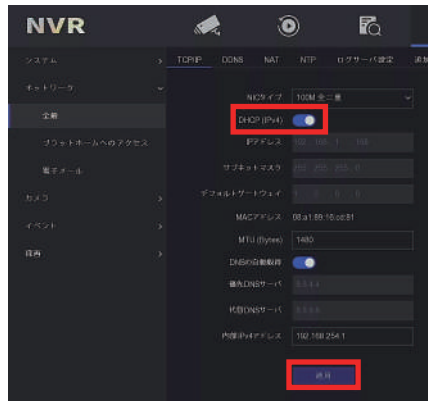 NVR
システム
TCP/IP DDNS NAT NTP ログサーバ設定 追加
ネットワーク
NICタイプ 100M 全二重
全般
DHCP (IPv4)
プラットホームへのアクセス
IPアドレス 192 . 168 . 1 . 168
電子メール
サブネットマスク 255 . 255 . 255 . 0
デフォルトゲートウェイ
カメラ
MACアドレス
イベント
MTU (Bytes) 1480
録画
DNSの自動取得
優先DNSサーバ
代替DNSサーバ
内部IPv4アドレス 192.168.254.1
適用